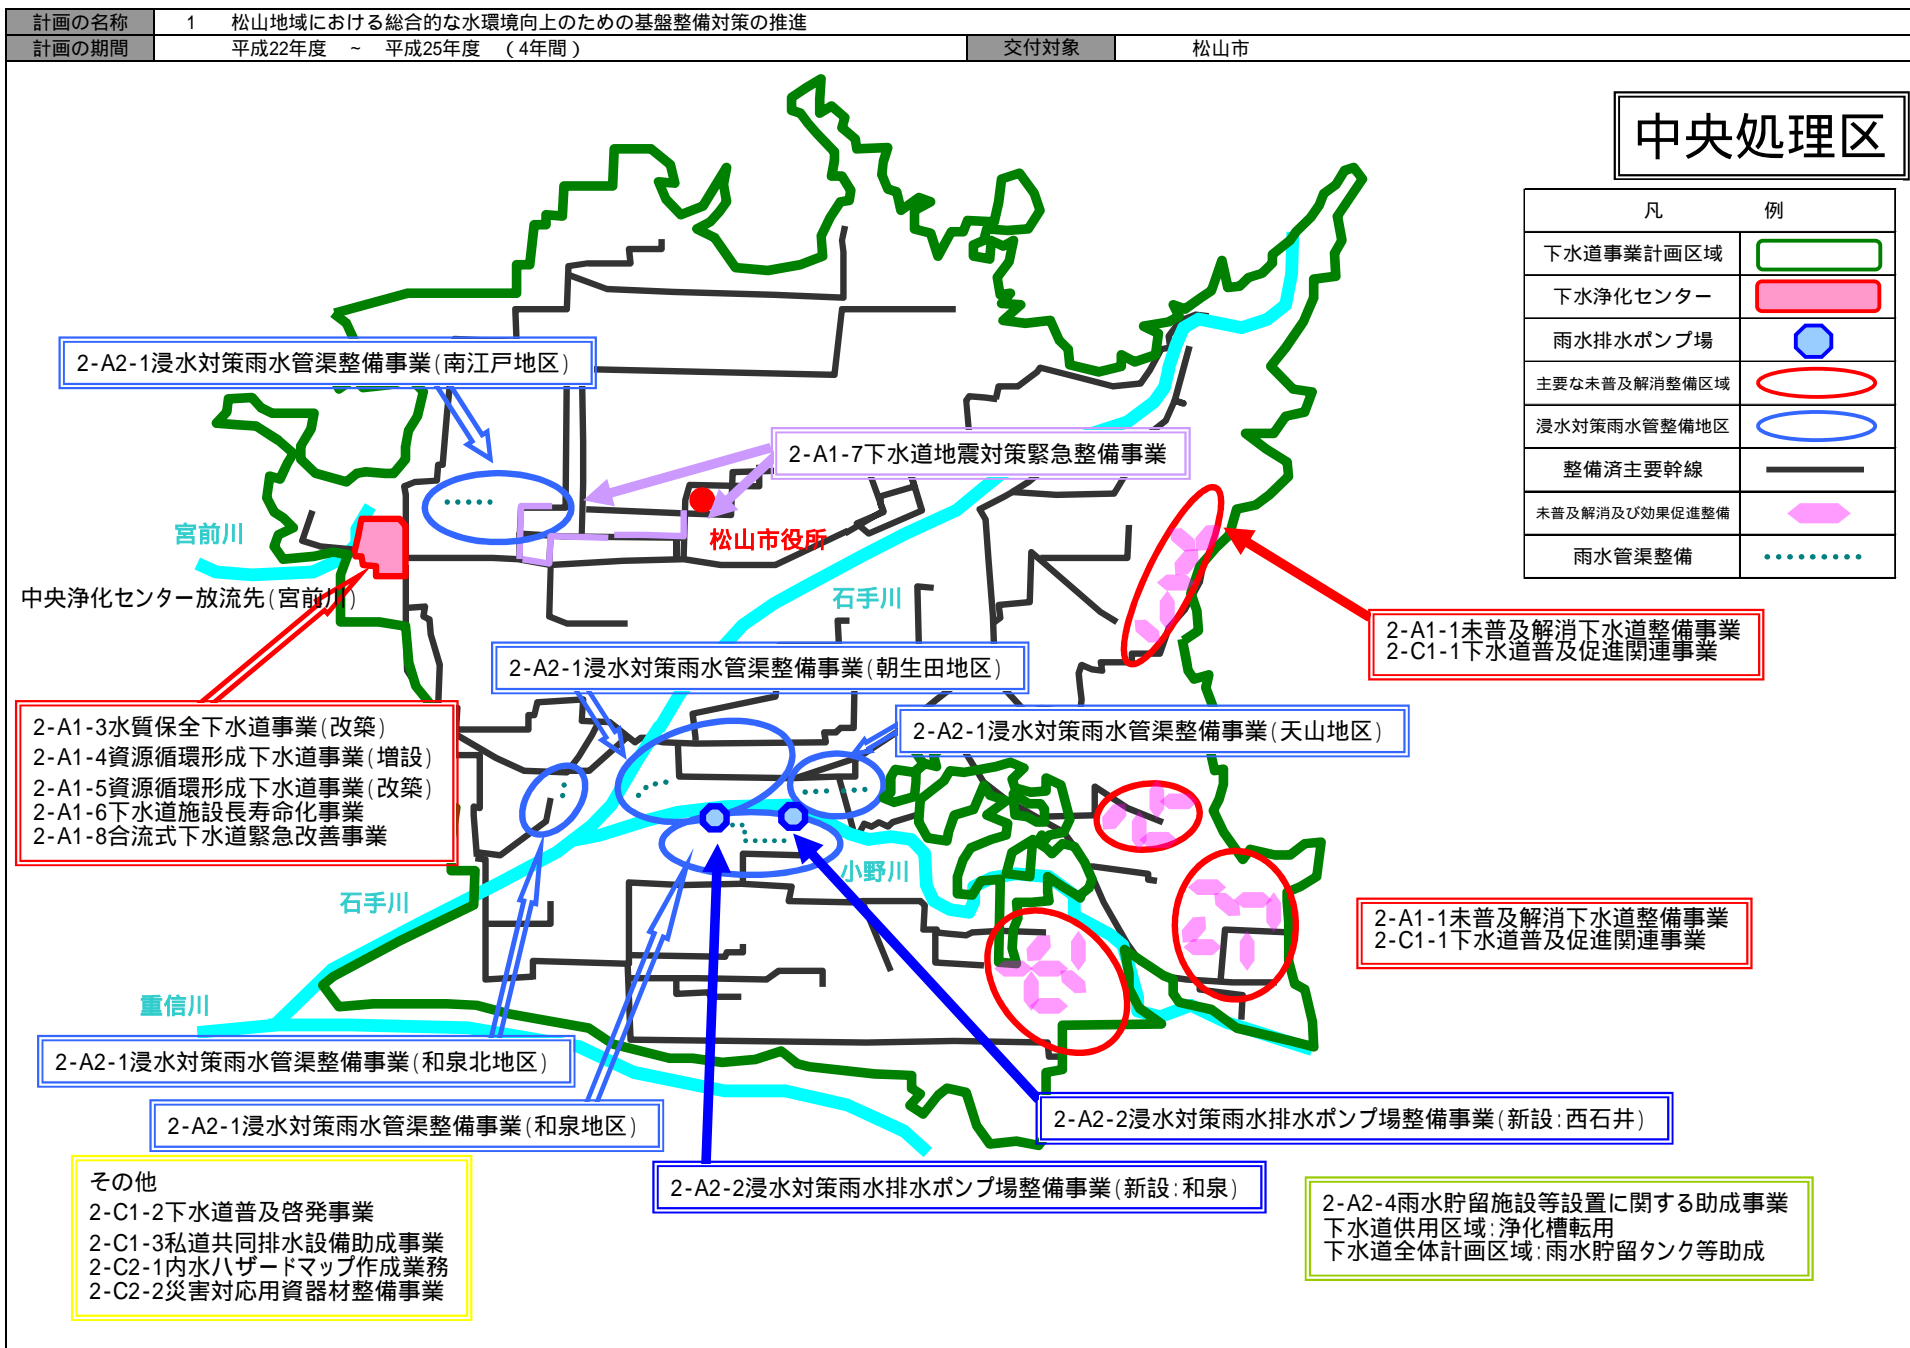 計画の名称 1 松山地域における総合的な水環境向上のための基盤整備対策の推進
計画の期間 平成22年度 ~ 平成25年度 (4年間) 交付対象 松山市
中央処理区
凡 例
下水道事業計画区域
下水浄化センター
雨水排水ポンプ場
主要な未普及解消整備区域
浸水対策雨水管整備地区
整備済主要幹線
未普及解消及び効果促進整備
雨水管渠整備
2-A2-1浸水対策雨水管渠整備事業(南江戸地区)
2-A1-7下水道地震対策緊急整備事業
宮前川
松山市役所
中央浄化センター放流先(宮前川)
石手川
2-A1-1未普及解消下水道整備事業
2-C1-1下水道普及促進関連事業
2-A2-1浸水対策雨水管渠整備事業(朝生田地区)
2-A1-3水質保全下水道事業(改築)
2-A1-4資源循環形成下水道事業(増設)
2-A1-5資源循環形成下水道事業(改築)
2-A1-6下水道施設長寿命化事業
2-A1-8合流式下水道緊急改善事業
2-A2-1浸水対策雨水管渠整備事業(天山地区)
小野川
石手川
2-A1-1未普及解消下水道整備事業
2-C1-1下水道普及促進関連事業
重信川
2-A2-1浸水対策雨水管渠整備事業(和泉北地区)
2-A2-1浸水対策雨水管渠整備事業(和泉地区)
2-A2-2浸水対策雨水排水ポンプ場整備事業(新設:西石井)
2-A2-2浸水対策雨水排水ポンプ場整備事業(新設:和泉)
その他
2-C1-2下水道普及啓発事業
2-C1-3私道共同排水設備助成事業
2-C2-1内水ハザードマップ作成業務
2-C2-2災害対応用資器材整備事業
2-A2-4雨水貯留施設等設置に関する助成事業
下水道供用区域:浄化槽転用
下水道全体計画区域:雨水貯留タンク等助成